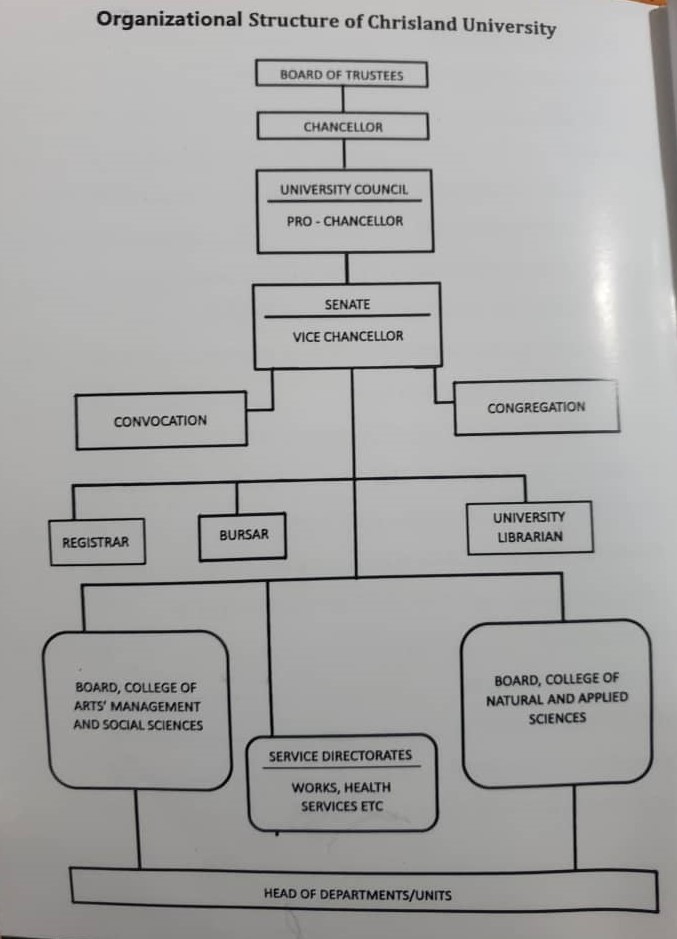 Organizational Structure of Chrisland University
BOARD OF TRUSTEES
CHANCELLOR
UNIVERSITY COUNCIL
PRO - CHANCELLOR
SENATE
VICE CHANCELLOR
CONVOCATION
CONGREGATION
REGISTRAR
BURSAR
UNIVERSITY
LIBRARIAN
BOARD, COLLEGE OF
ARTS' MANAGEMENT
AND SOCIAL SCIENCES
SERVICE DIRECTORATES
WORKS, HEALTH
SERVICES ETC
BOARD, COLLEGE OF
NATURAL AND APPLIED
SCIENCES
HEAD OF DEPARTMENTS/UNITS